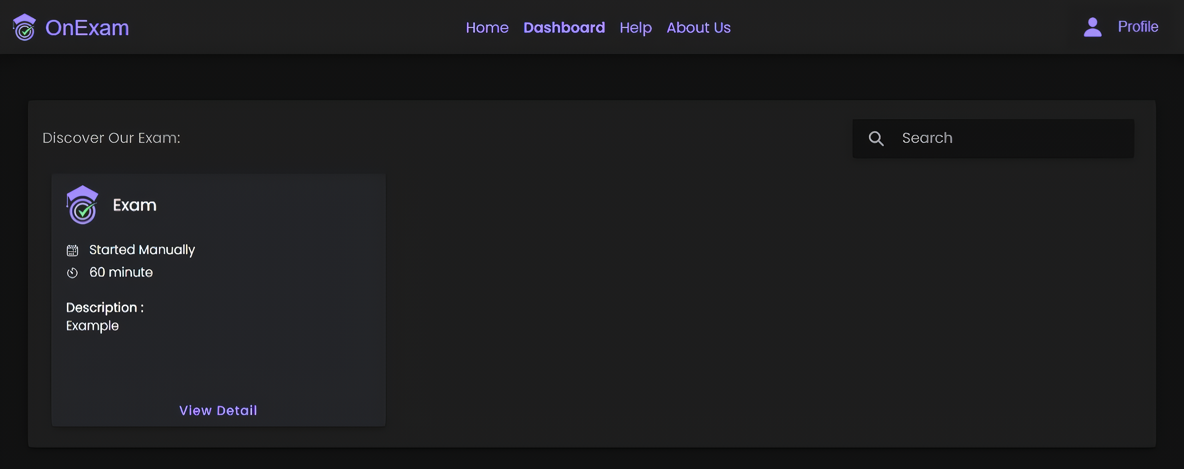 OnExam
Home Dashboard Help About Us
Profile
Discover Our Exam:
Search
Exam
Started Manually
60 minute
Description :
Example
View Detail